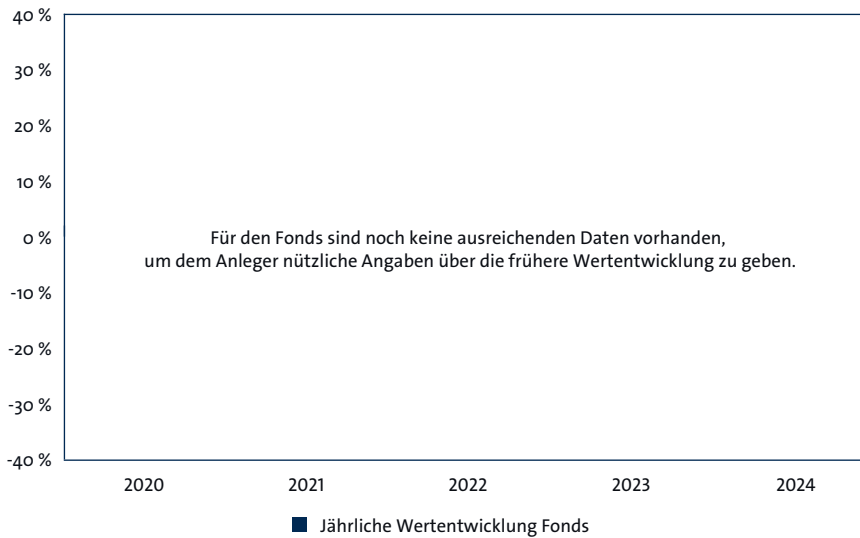 40 %
30 %
20 %
10 %
0 %
-10 %
-20 %
-30 %
-40 %
Für den Fonds sind noch keine ausreichenden Daten vorhanden,
um dem Anleger nützliche Angaben über die frühere Wertentwicklung zu geben.
2020 2021 2022 2023 2024
Jährliche Wertentwicklung Fonds